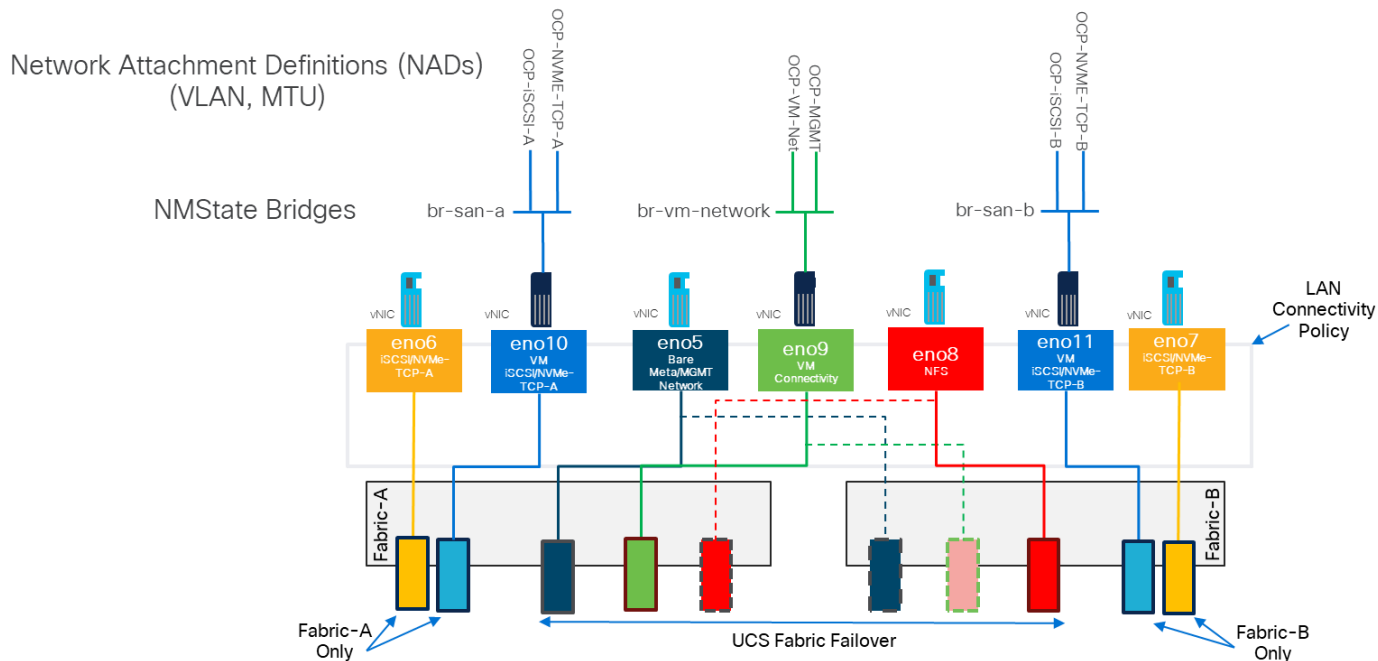 Network Attachment Definitions (NADs)
(VLAN, MTU)
OCP-iSCSI-A
OCP-NVME-TCP-A
OCP-VM-Net
OCP-MGMT
OCP-iSCSI-B
OCP-NVME-TCP-B
NMState Bridges
br-san-a
br-vm-network
br-san-b
LAN
Connectivity
Policy
vNIC
vNIC
vNIC
vNIC
vNIC
vNIC
vNIC
eno6
iSCSI/NVMe-
TCP-A
eno10
VM
iSCSI/NVMe-
TCP-A
eno5
Bare
Meta/MGMT
Network
eno9
VM
Connectivity
eno8
NFS
eno11
VM
iSCSI/NVMe-
TCP-B
eno7
iSCSI/NVMe-
TCP-B
Fabric-A
Fabric-B
Fabric-A
Only
UCS Fabric Failover
Fabric-B
Only